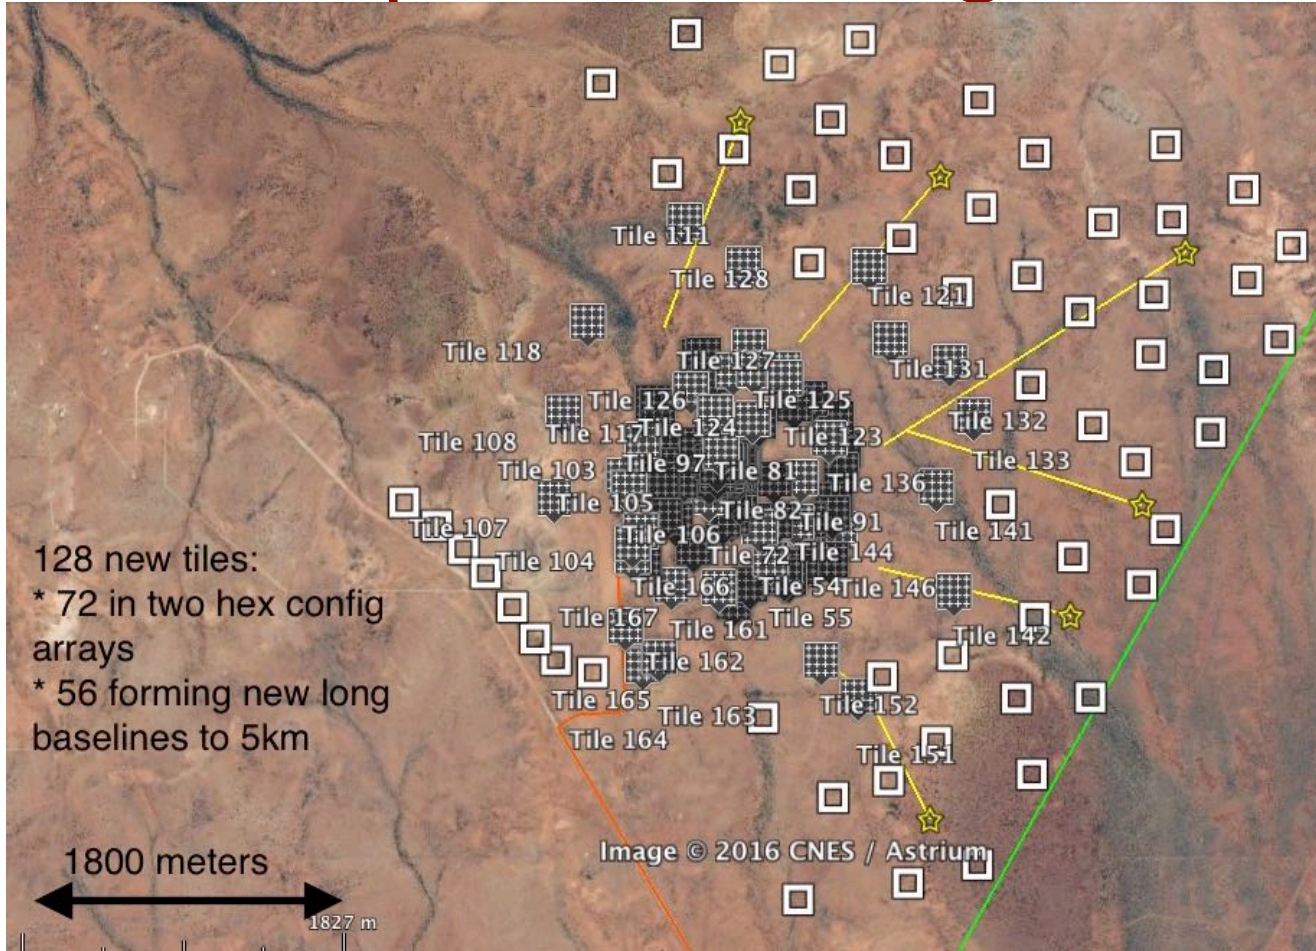 Tile 111
Tile 128
Tile 121
Tile 118
Tile 127
Tile 131
Tile 126
Tile 125
Tile 132
Tile 108
Tile 117
Tile 124
Tile 123
Tile 103
Tile 97
Tile 81
Tile 133
Tile 105
Tile 136
Tile 107
Tile 106
Tile 82
Tile 91
Tile 141
Tile 104
Tile 72
Tile 144
Tile 166
Tile 54
Tile 146
Tile 167
Tile 161
Tile 55
Tile 142
Tile 162
Tile 165
Tile 163
Tile 152
Tile 164
Tile 151
128 new tiles:
* 72 in two hex config
arrays
* 56 forming new long
baselines to 5km
1800 meters
1827 m
Image © 2016 CNES / Astrium